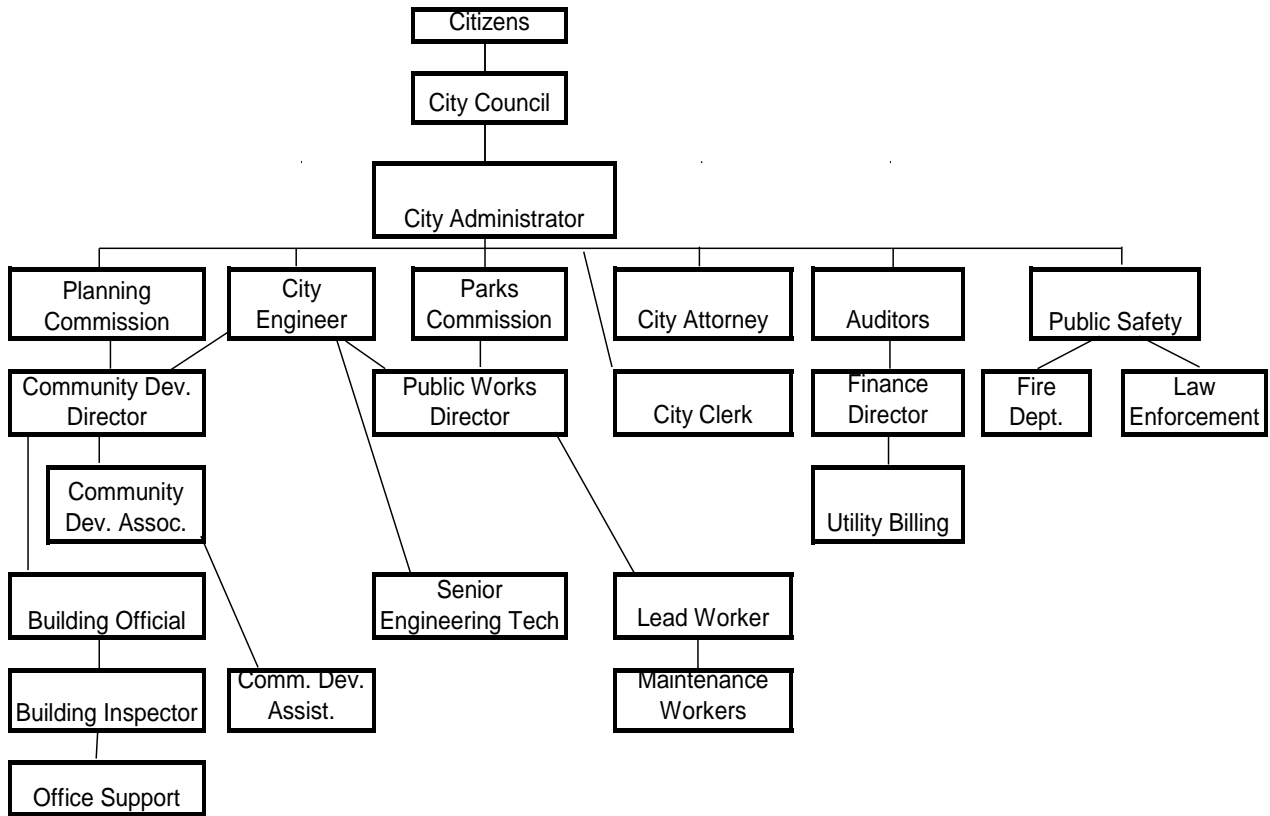 Citizens
City Council
City Administrator
Planning
Commission
City
Engineer
Parks
Commission
City Attorney
Auditors
Public Safety
Community Dev.
Director
Public Works
Director
City Clerk
Finance
Director
Fire
Dept.
Law
Enforcement
Community
Dev. Assoc.
Utility Billing
Building Official
Senior
Engineering Tech
Lead Worker
Building Inspector
Comm. Dev.
Assist.
Maintenance
Workers
Office Support